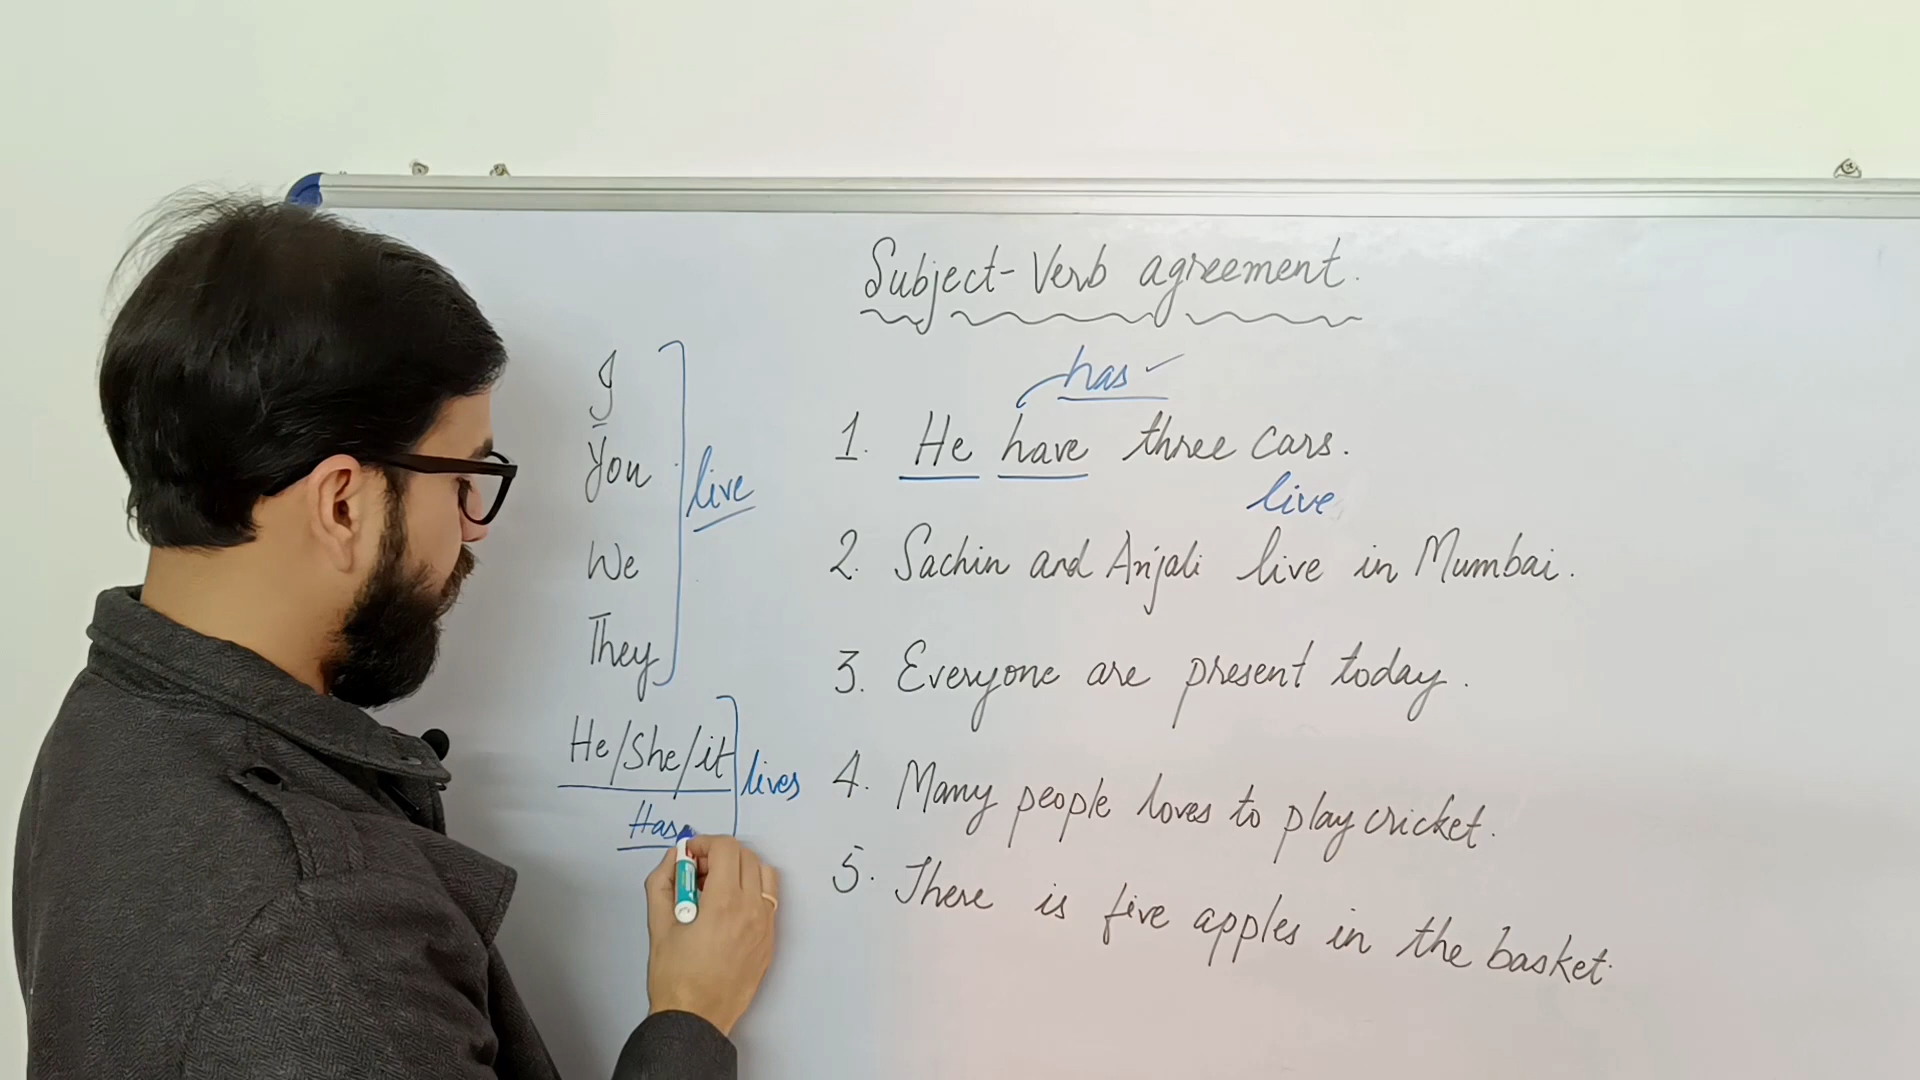 Subject-Verb agreement.
I
You
We
They
live
He/She/it
lives
Has
has
1. He have three cars.
live
2. Sachin and Anjali live in Mumbai.
3. Everyone are present today.
4. Many people loves to play cricket.
5. There is five apples in the basket.